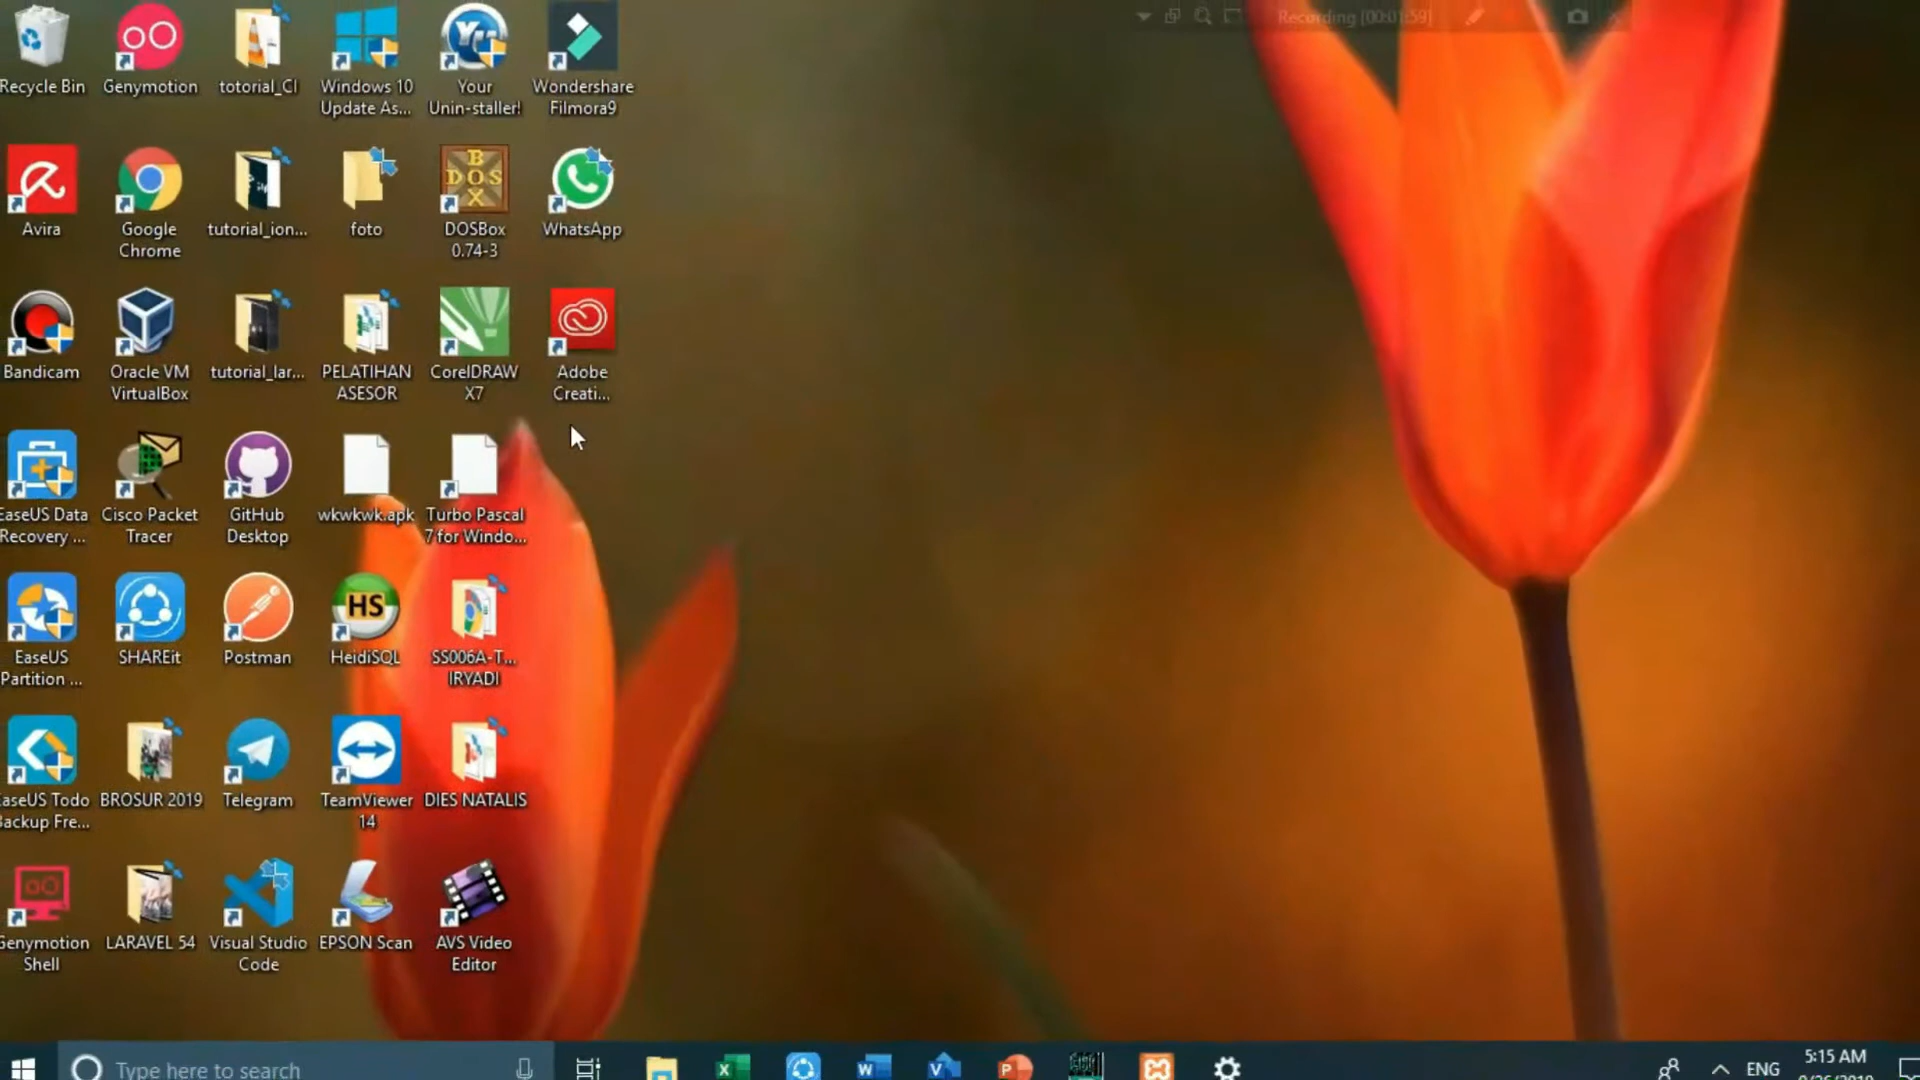 Recording [00:01:59]
Recycle Bin
Genymotion
totorial_CI
Windows 10
Update As...
Your
Unin-staller!
Wondershare
Filmora9
Avira
Google
Chrome
tutorial_ion...
foto
DOSBox
0.74-3
WhatsApp
Bandicam
Oracle VM
VirtualBox
tutorial_lar...
PELATIHAN
ASESOR
CorelDRAW
X7
Adobe
Creati...
EaseUS Data
Recovery ...
Cisco Packet
Tracer
GitHub
Desktop
wkwkwk.apk
Turbo Pascal
7 for Windo...
EaseUS
Partition ...
SHAREit
Postman
HS
HeidiSQL
SS006A-T...
IRYADI
EaseUS Todo
Backup Fre...
BROSUR 2019
Telegram
TeamViewer
14
DIES NATALIS
Genymotion
Shell
LARAVEL 54
Visual Studio
Code
EPSON Scan
AVS Video
Editor
Type here to search
ENG
5:15 AM